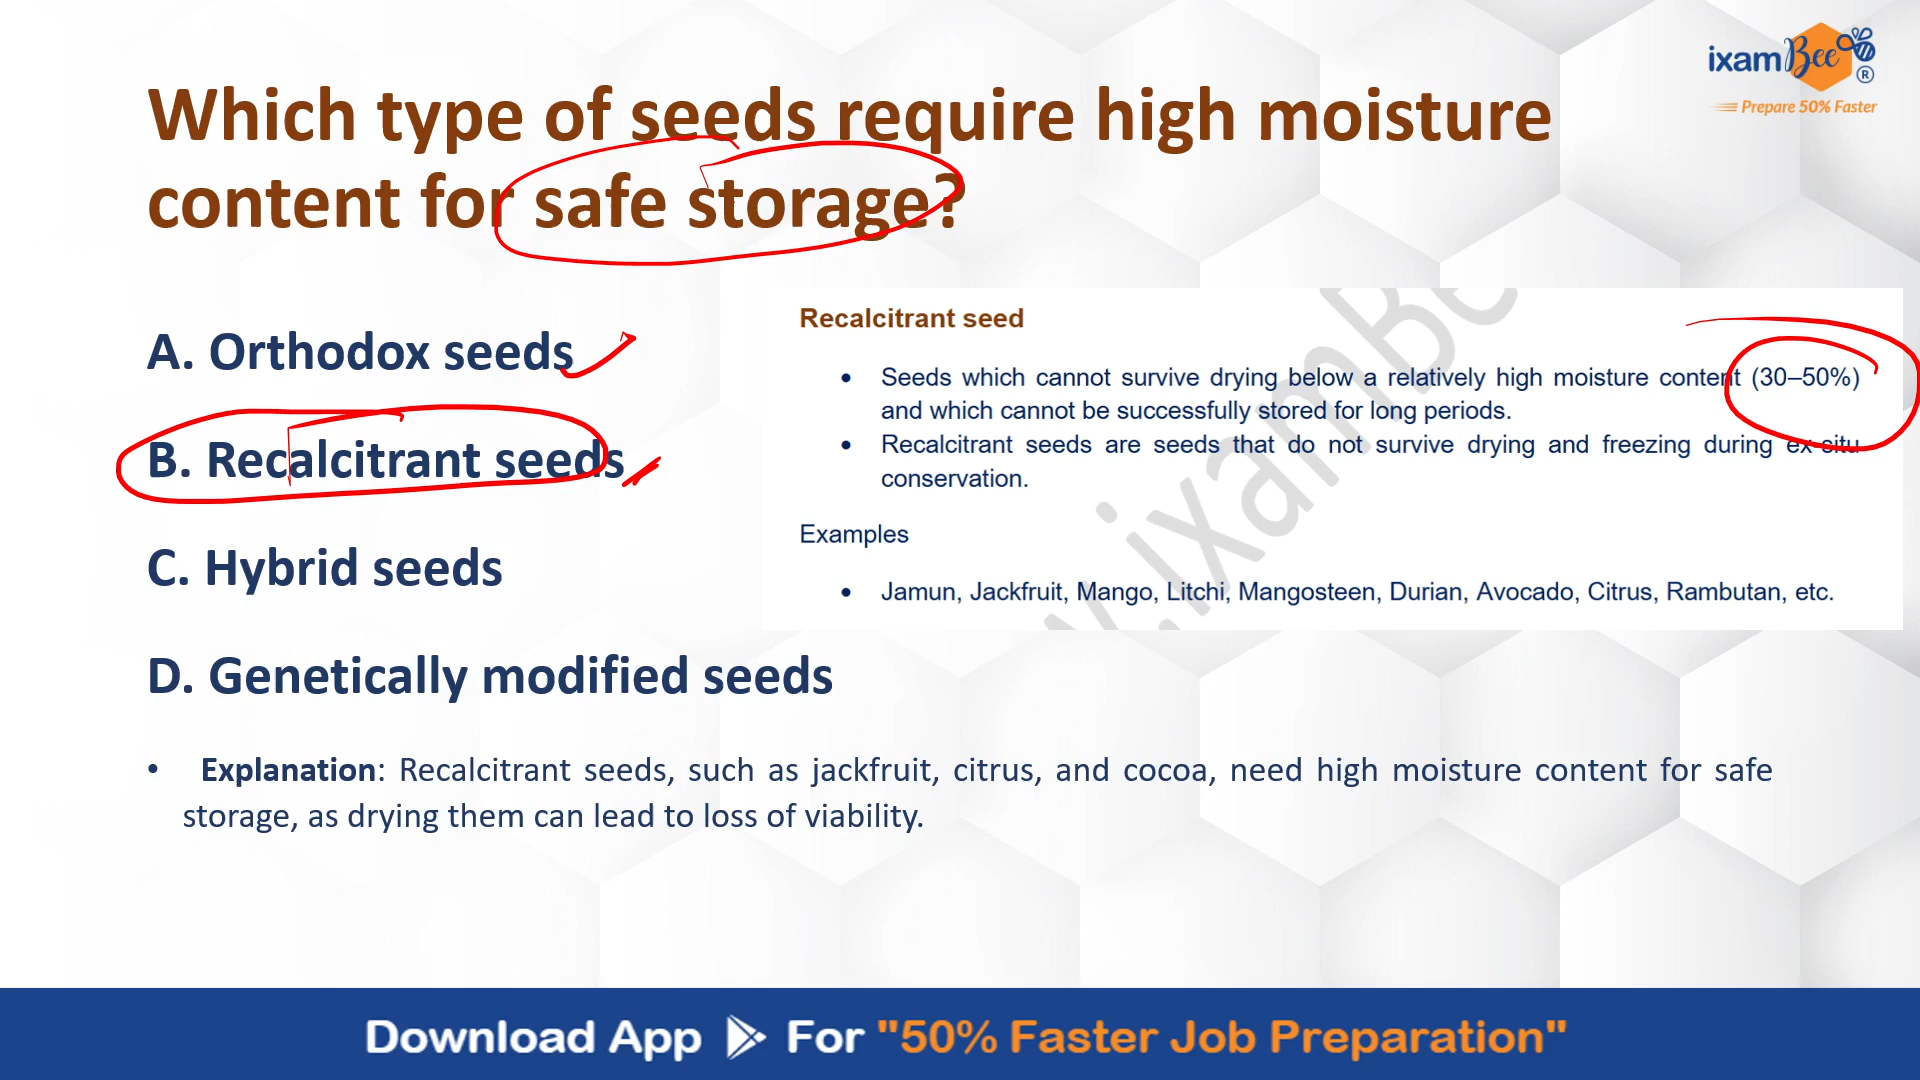 ixamBee
®
Prepare 50% Faster
Which type of seeds require high moisture
content for safe storage?
A. Orthodox seeds
B. Recalcitrant seeds
C. Hybrid seeds
D. Genetically modified seeds
Recalcitrant seed
• Seeds which cannot survive drying below a relatively high moisture content (30–50%)
and which cannot be successfully stored for long periods.
• Recalcitrant seeds are seeds that do not survive drying and freezing during ex-situ
conservation.
Examples
• Jamun, Jackfruit, Mango, Litchi, Mangosteen, Durian, Avocado, Citrus, Rambutan, etc.
• Explanation: Recalcitrant seeds, such as jackfruit, citrus, and cocoa, need high moisture content for safe
storage, as drying them can lead to loss of viability.
Download App For "50% Faster Job Preparation"